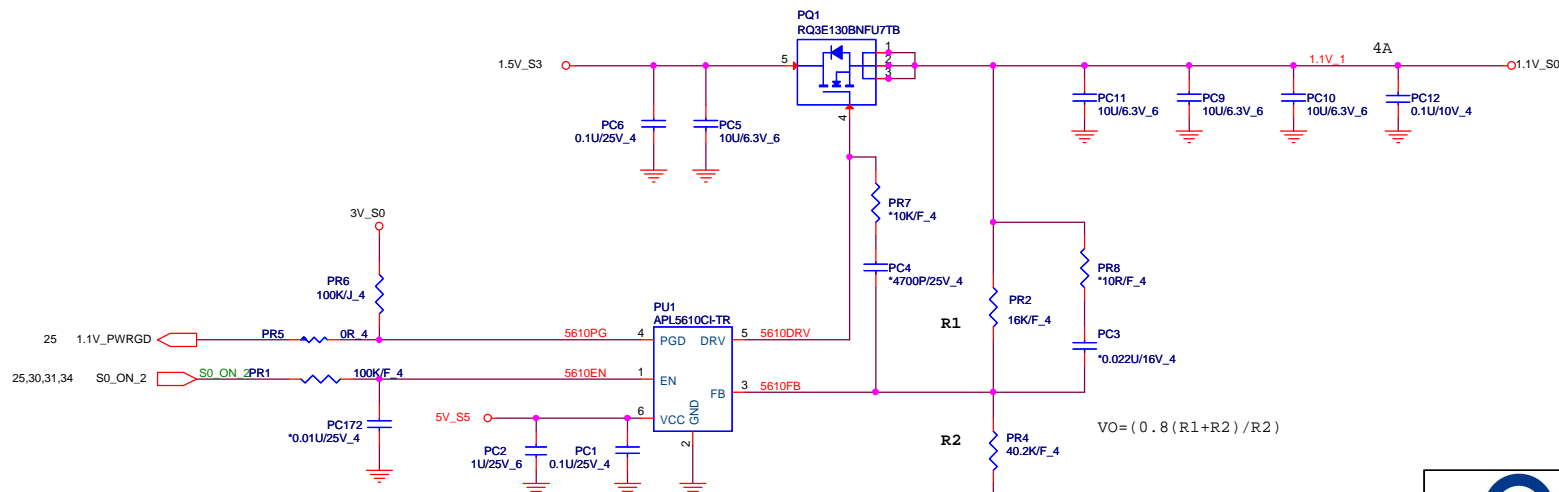 PQ1
RQ3E130BNFU7TB
1.5V_S3
5
1
2
3
4
1.1V_1
4A
1.1V_S0
PC6
0.1U/25V_4
PC5
10U/6.3V_6
PC11
10U/6.3V_6
PC9
10U/6.3V_6
PC10
10U/6.3V_6
PC12
0.1U/10V_4
3V_S0
PR7
*10K/F_4
PR6
100K/J_4
PC4
*4700P/25V_4
PR8
*10R/F_4
PR2
16K/F_4
R1
PC3
*0.022U/16V_4
PU1
APL5610CI-TR
25 1.1V_PWRGD
PR5 0R_4
5610PG
4 PGD
DRV 5
5610DRV
25,30,31,34 S0_ON_2
S0_ON_2
PR1 100K/F_4
5610EN
1 EN
FB 3
5610FB
PC172
*0.01U/25V_4
5V_S5
6 VCC
GND
2
PC2
1U/25V_6
PC1
0.1U/25V_4
R2
PR4
40.2K/F_4
VO=(0.8(R1+R2)/R2)